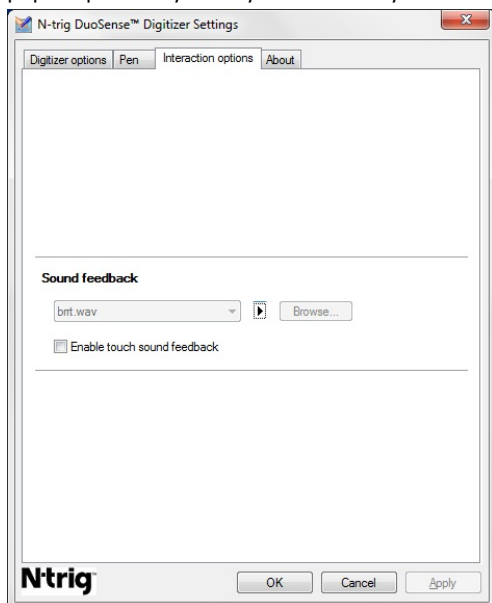 N-trig DuoSense™ Digitizer Settings
Digitizer options Pen Interaction options About
Sound feedback
brrt.wav Browse...
Enable touch sound feedback
N-trig OK Cancel Apply